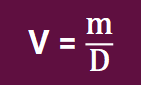 V = m/D